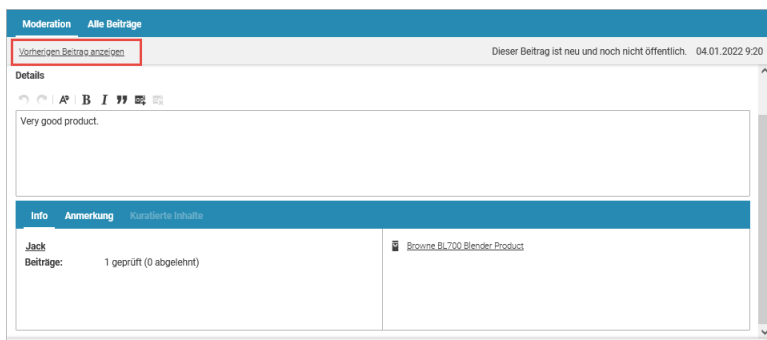 Moderation Alle Beiträge
Vorherigen Beitrag anzeigen Dieser Beitrag ist neu und noch nicht öffentlich. 04.01.2022 9:20
Details
B I
Very good product.
Info Anmerkung Kuratierte Inhalte
Jack Browne BL700 Blender Product
Beiträge: 1 geprüft (0 abgelehnt)